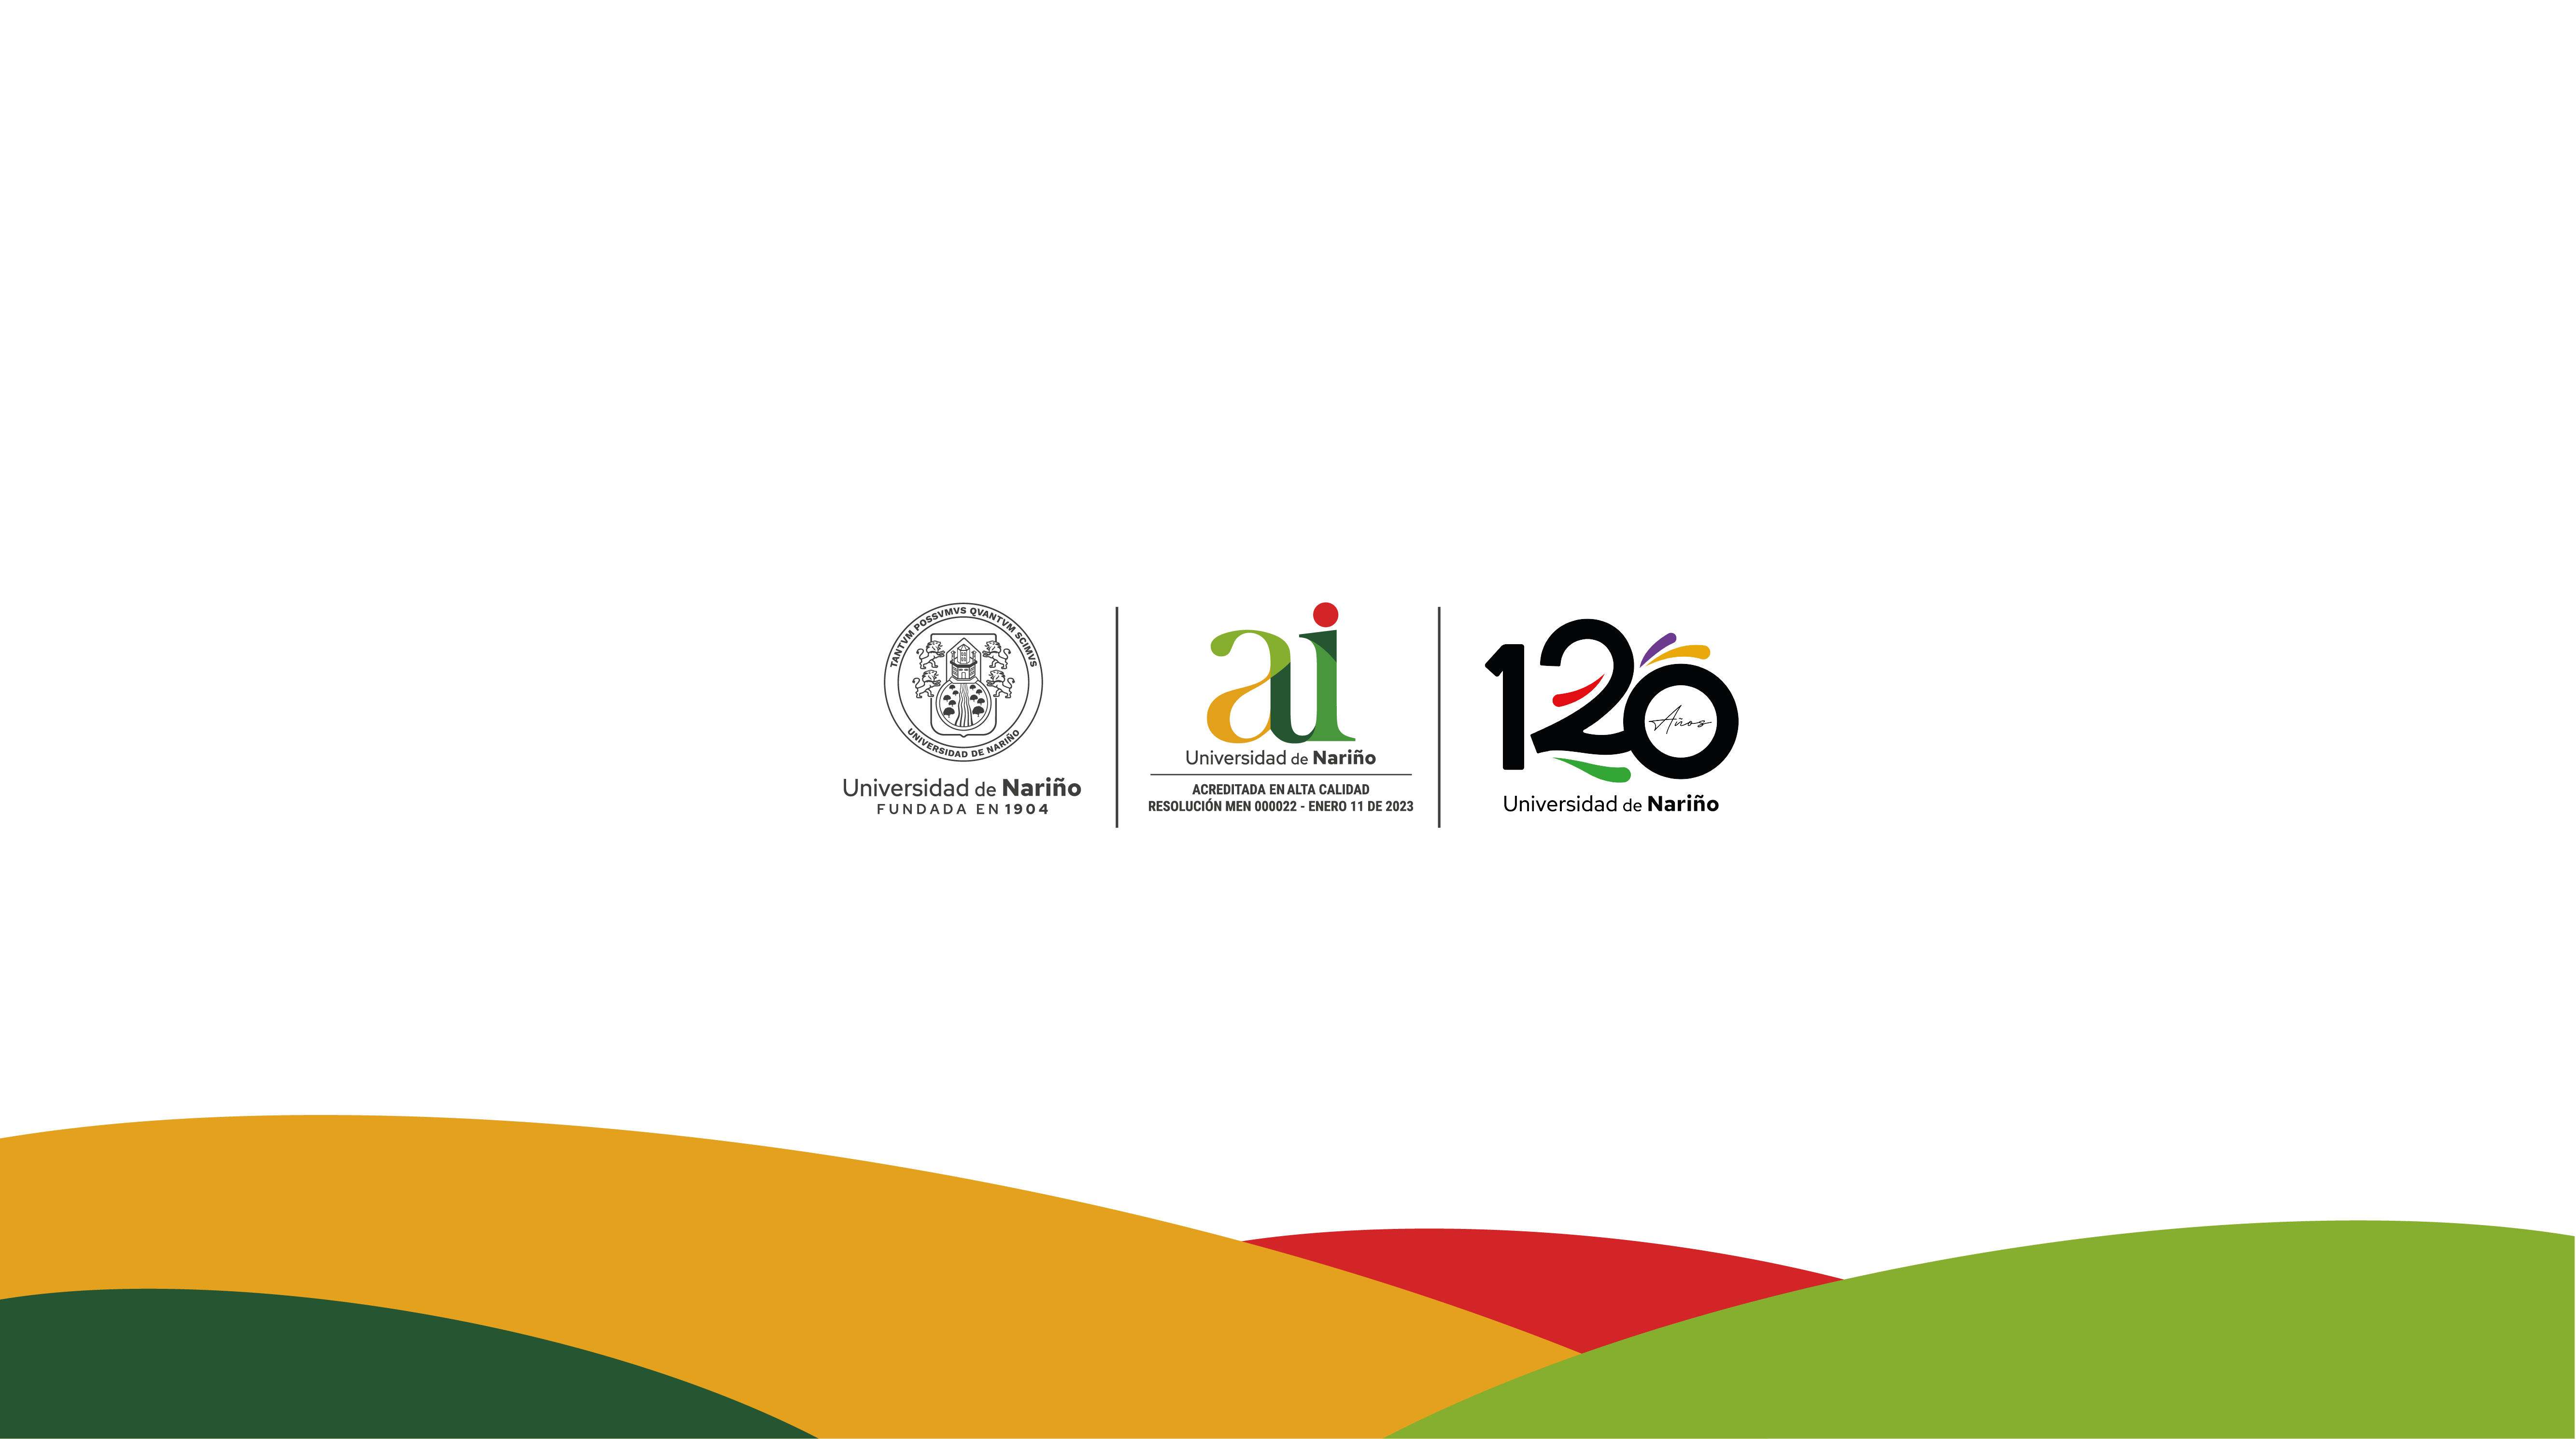 TANTVM POSSVMVS QVANTVM SCIMVS
UNIVERSIDAD DE NARIÑO
Universidad de Nariño
FUNDADA EN 1904
ai
Universidad de Nariño
ACREDITADA EN ALTA CALIDAD
RESOLUCIÓN MEN 000022 - ENERO 11 DE 2023
120
Años
Universidad de Nariño